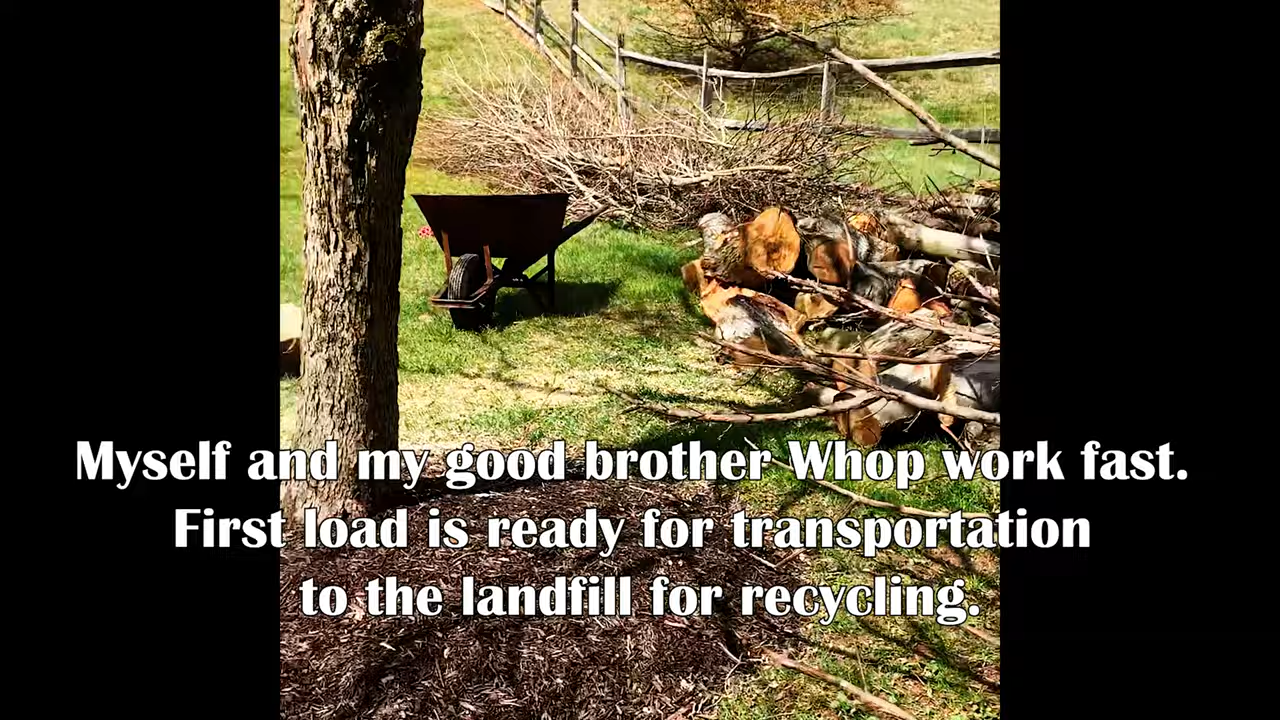 Myself and my good brother Whop work fast.
First load is ready for transportation
to the landfill for recycling.